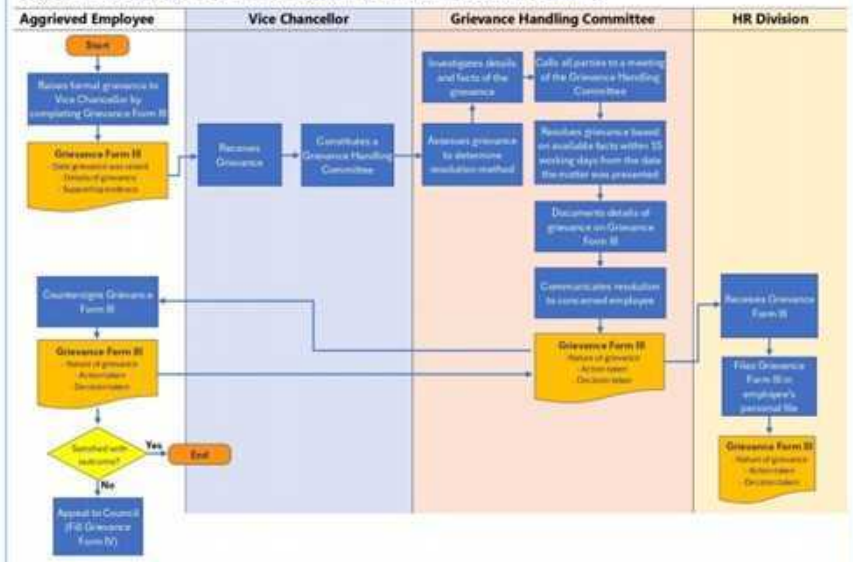 Aggrieved Employee
Vice Chancellor
Grievance Handling Committee
HR Division
Start
Raises formal grievance to
Vice Chancellor by
completing Grievance Form III
Grievance Form III
- Date grievance was raised
- Details of grievance
- Supporting evidence
Receives
Grievance
Constitutes a
Grievance Handling
Committee
Assesses grievance
to determine
resolution method
Investigates details
and facts of the
grievance
Calls all parties to a meeting
of the Grievance Handling
Committee
Resolves grievance based
on available facts within
working days from the date
the matter was presented
Documents details of
grievance on Grievance
Form III
Communicates resolution
to concerned employee
Grievance Form III
- Nature of grievance
- Action taken
- Decision taken
Receives Grievance
Form III
Files Grievance
Form III in
employee's
personal file
Grievance Form III
- Nature of grievance
- Action taken
- Decision taken
Countersigns Grievance
Form III
Grievance Form III
- Nature of grievance
- Action taken
- Decision taken
Satisfied with
outcome?
Yes
End
No
Appeal to Council
(Fill Grievance
Form IV)